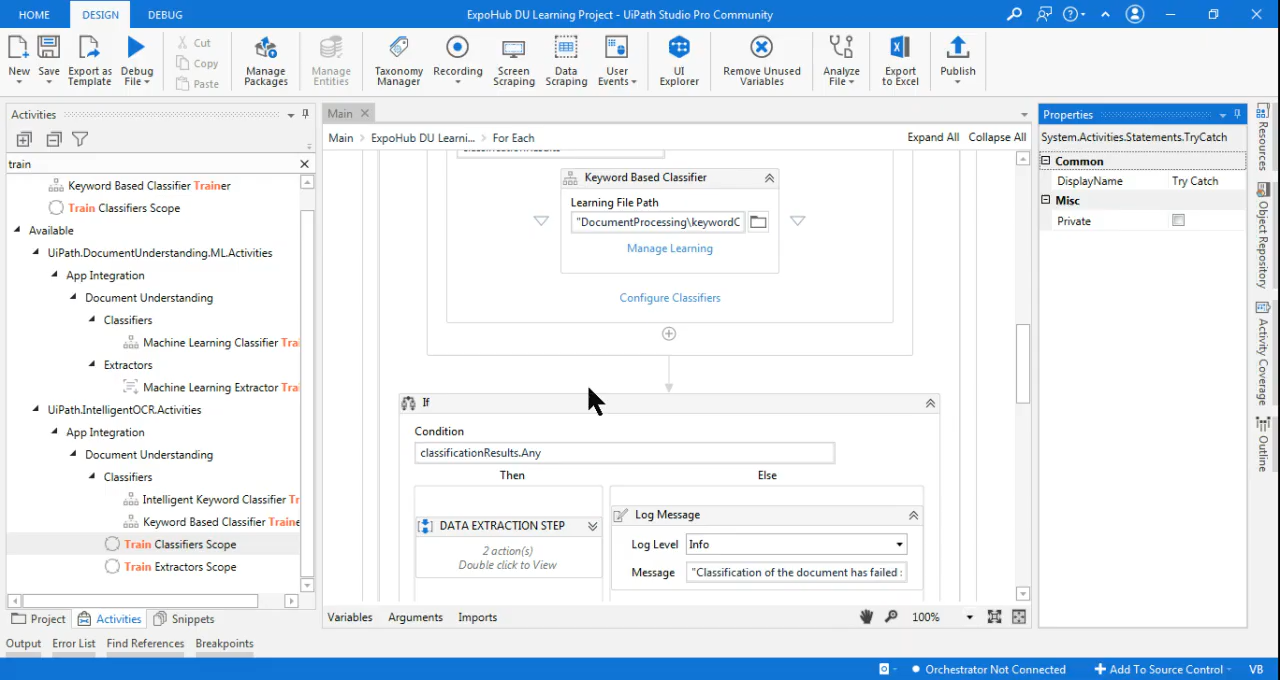 HOME DESIGN DEBUG ExpoHub DU Learning Project - UiPath Studio Pro Community
New Save Export as Template Debug File Cut Copy Paste Manage Packages Manage Entities Taxonomy Manager Recording Screen Scraping Data Scraping User Events UI Explorer Remove Unused Variables Analyze File Export to Excel Publish
Activities
train
Keyword Based Classifier Trainer
Train Classifiers Scope
Available
UiPath.DocumentUnderstanding.ML.Activities
App Integration
Document Understanding
Classifiers
Machine Learning Classifier Trai
Extractors
Machine Learning Extractor Trai
UiPath.IntelligentOCR.Activities
App Integration
Document Understanding
Classifiers
Intelligent Keyword Classifier Tr
Keyword Based Classifier Traine
Train Classifiers Scope
Train Extractors Scope
Project Activities Snippets
Main
Main > ExpoHub DU Learni... > For Each Expand All Collapse All
Keyword Based Classifier
Learning File Path
"DocumentProcessing\keywordC
Manage Learning
Configure Classifiers
If
Condition
classificationResults.Any
Then Else
DATA EXTRACTION STEP
2 action(s)
Double click to View
Log Message
Log Level Info
Message "Classification of the document has failed
Variables Arguments Imports 100%
Properties
System.Activities.Statements.TryCatch
Common
DisplayName Try Catch
Misc
Private
Resources
Object Repository
Activity Coverage
Outline
Output Error List Find References Breakpoints
Orchestrator Not Connected Add To Source Control VB